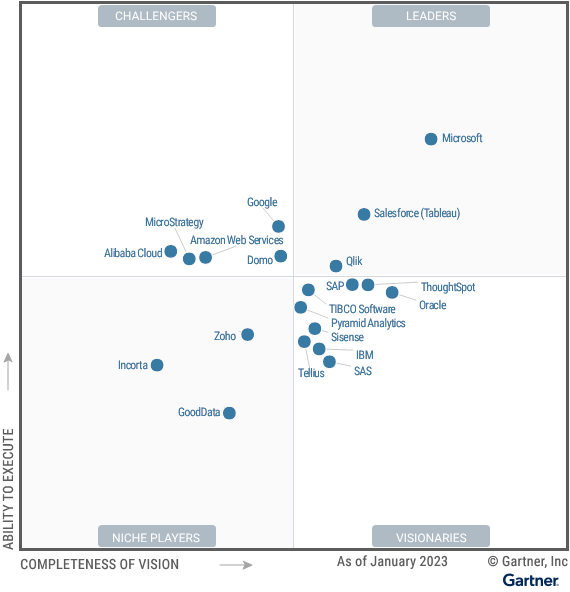 CHALLENGERS
LEADERS
Microsoft
Google
Salesforce (Tableau)
MicroStrategy
Amazon Web Services
Alibaba Cloud
Domo
Qlik
SAP
ThoughtSpot
Oracle
TIBCO Software
Pyramid Analytics
Sisense
Zoho
IBM
Incorta
Tellius
SAS
GoodData
ABILITY TO EXECUTE
NICHE PLAYERS
VISIONARIES
COMPLETENESS OF VISION
As of January 2023
© Gartner, Inc
Gartner